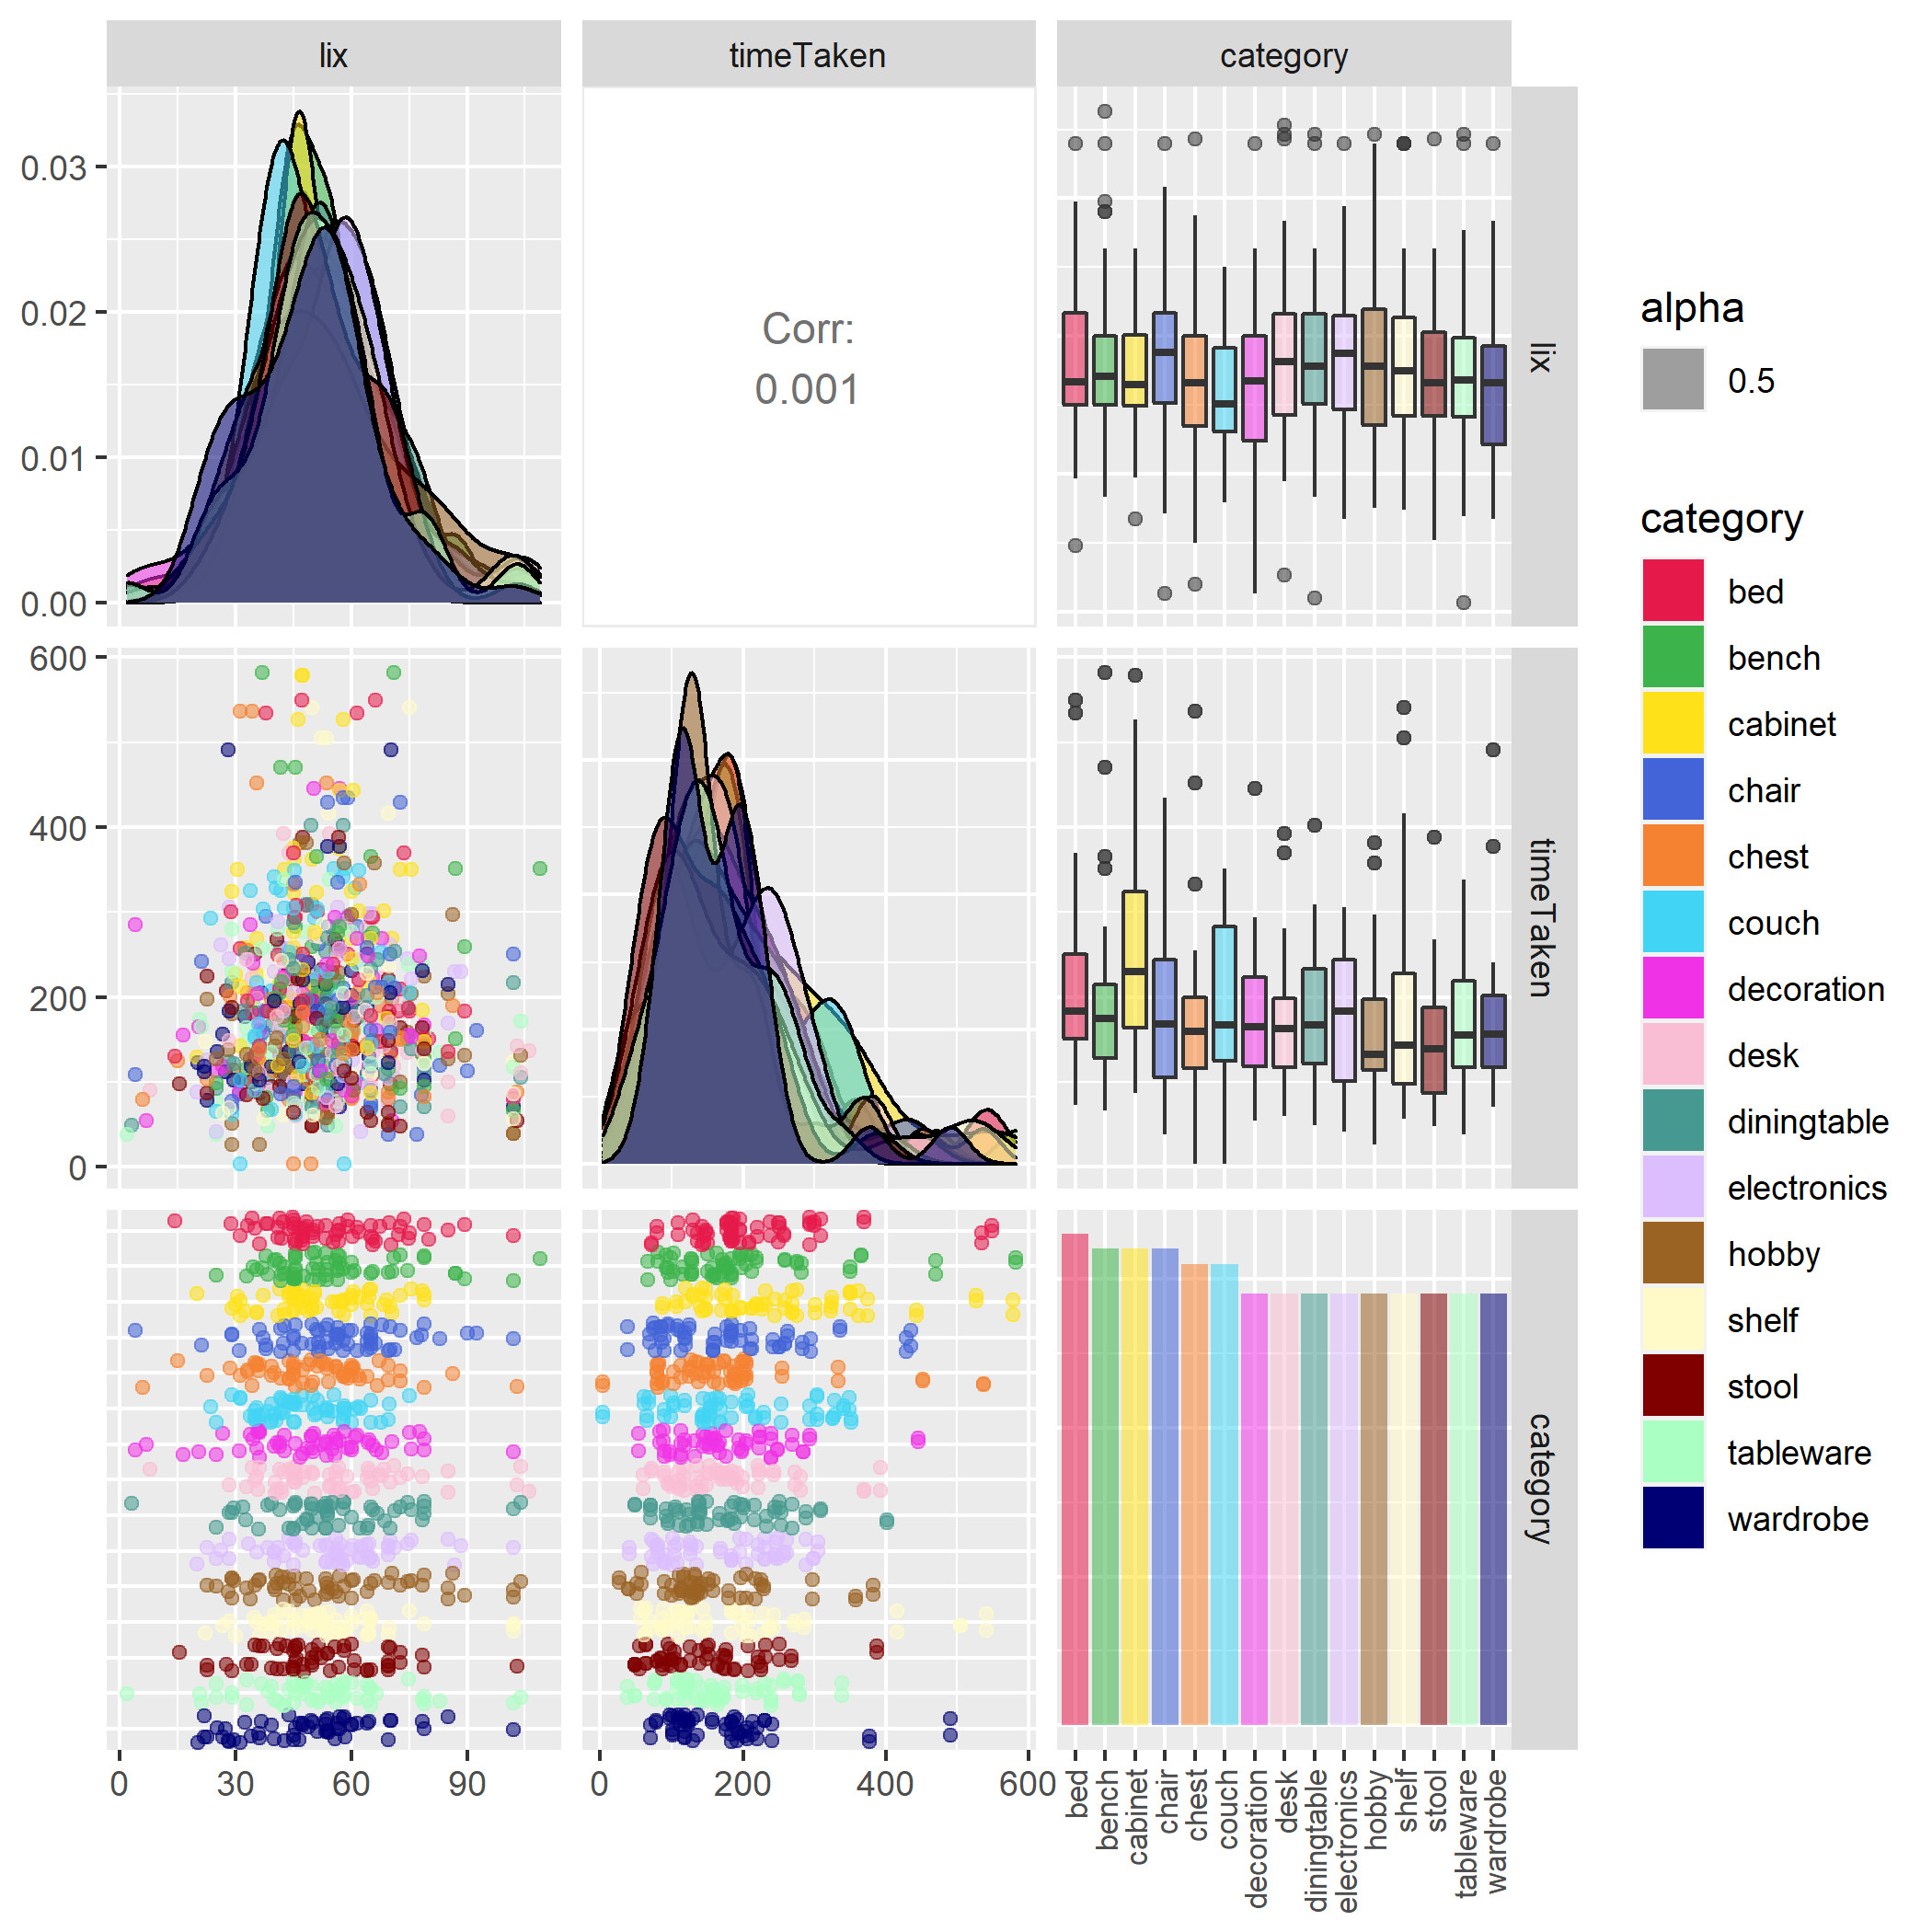 lix
timeTaken
category
0.03
0.02
0.01
0.00
Corr:
0.001
lix
600
400
200
0
timeTaken
category
0
30
60
90
0
200
400
600
bed
bench
cabinet
chair
chest
couch
decoration
desk
diningtable
electronics
hobby
shelf
stool
tableware
wardrobe
alpha
0.5
category
bed
bench
cabinet
chair
chest
couch
decoration
desk
diningtable
electronics
hobby
shelf
stool
tableware
wardrobe